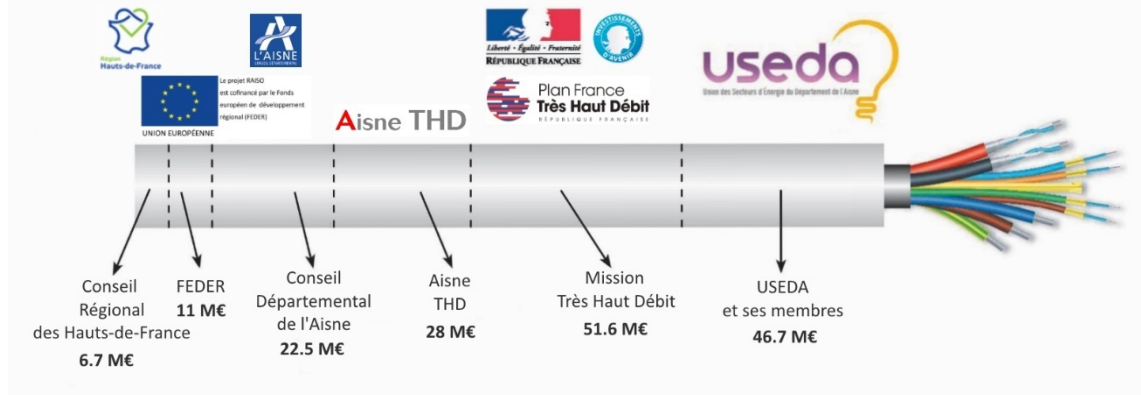 Région
Hauts-de-France
L'AISNE
CONSEIL DÉPARTEMENTAL
Liberté • Égalité • Fraternité
RÉPUBLIQUE FRANÇAISE
INVESTISSEMENTS
D'AVENIR
useda
Union des Secteurs d'Énergie du Département de l'Aisne
Le projet RAISO
est cofinancé par le Fonds
européen de développement
régional (FEDER)
UNION EUROPÉENNE
Aisne THD
Plan France
Très Haut Débit
RÉPUBLIQUE FRANÇAISE
Conseil
Régional
des Hauts-de-France
6.7 M€
FEDER
11 M€
Conseil
Départemental
de l'Aisne
22.5 M€
Aisne
THD
28 M€
Mission
Très Haut Débit
51.6 M€
USEDA
et ses membres
46.7 M€